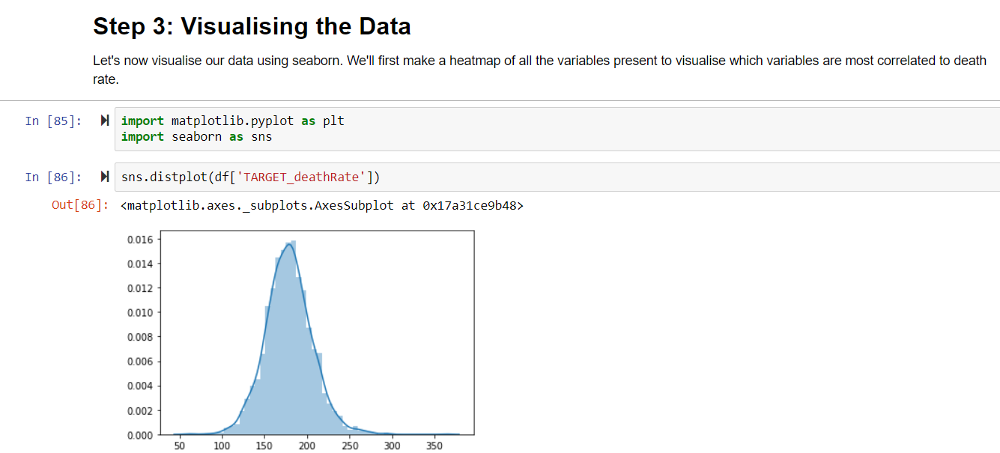 Step 3: Visualising the Data
Let's now visualise our data using seaborn. We'll first make a heatmap of all the variables present to visualise which variables are most correlated to death
rate.
In [85]: import matplotlib.pyplot as plt
import seaborn as sns
In [86]: sns.distplot(df['TARGET_deathRate'])
Out[86]: <matplotlib.axes._subplots.AxesSubplot at 0x17a31ce9b48>
0.016
0.014
0.012
0.010
0.008
0.006
0.004
0.002
0.000
50 100 150 200 250 300 350